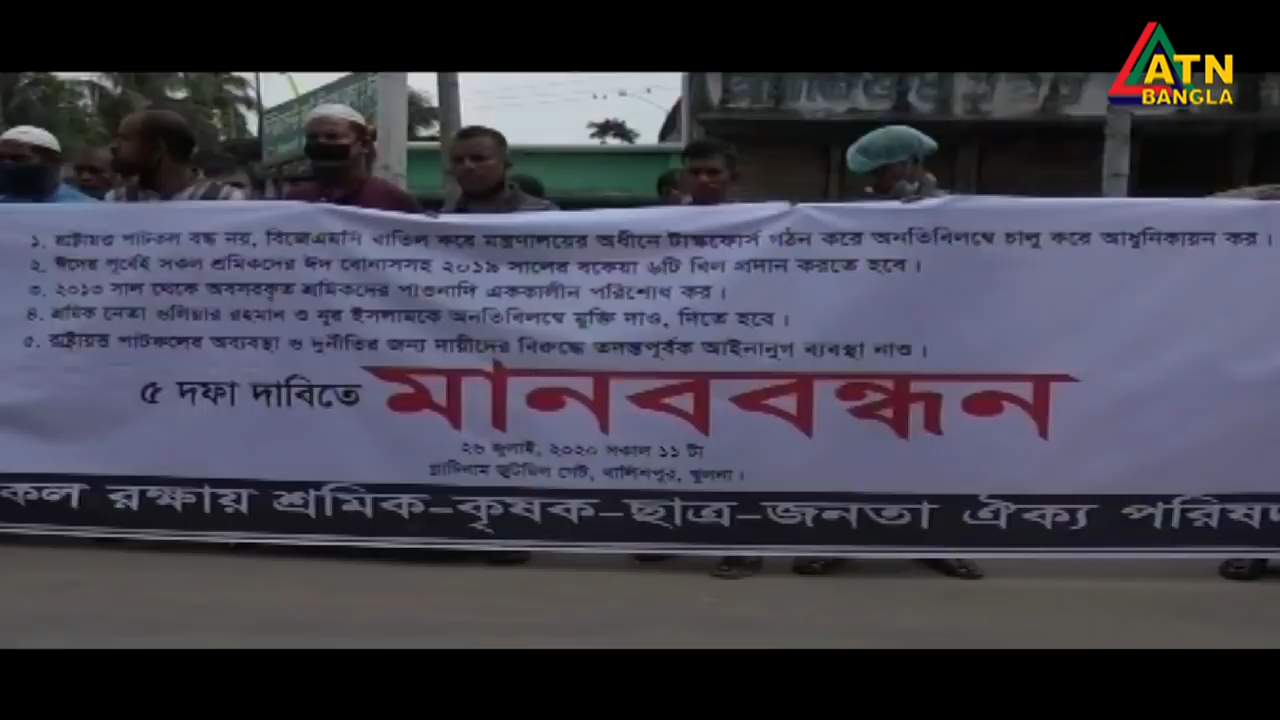 ATN
BANGLA
১. রাষ্ট্রায়ত্ত পাটকল বন্ধ নয়, বিজেএমসি বাতিল করে মন্ত্রণালয়ের অধীনে টাস্কফোর্স গঠন করে অনতিবিলম্বে চালু করে আধুনিকায়ন কর।
২. ঈদের পূর্বেই সকল শ্রমিকদের ঈদ বোনাসসহ ২০১৯ সালের বকেয়া ৬টি বিল প্রদান করতে হবে।
৩. ২০১৩ সাল থেকে অবসরকৃত শ্রমিকদের পাওনাদি এককালীন পরিশোধ কর।
৪. শ্রমিক নেতা ওলিয়ার রহমান ও নূর ইসলামকে অনতিবিলম্বে মুক্তি দাও, দিতে হবে।
৫. রাষ্ট্রায়ত্ত পাটকলের অব্যবস্থা ও দুর্নীতির জন্য দায়ীদের বিরুদ্ধে তদন্তপূর্বক আইনানুগ ব্যবস্থা নাও।
৫ দফা দাবিতে মানববন্ধন
২৬ জুলাই, ২০২০ সকাল ১১ টা
প্লাটিনাম জুটমিল গেট, খালিশপুর, খুলনা।
কল রক্ষায় শ্রমিক-কৃষক-ছাত্র-জনতা ঐক্য পরিষদ